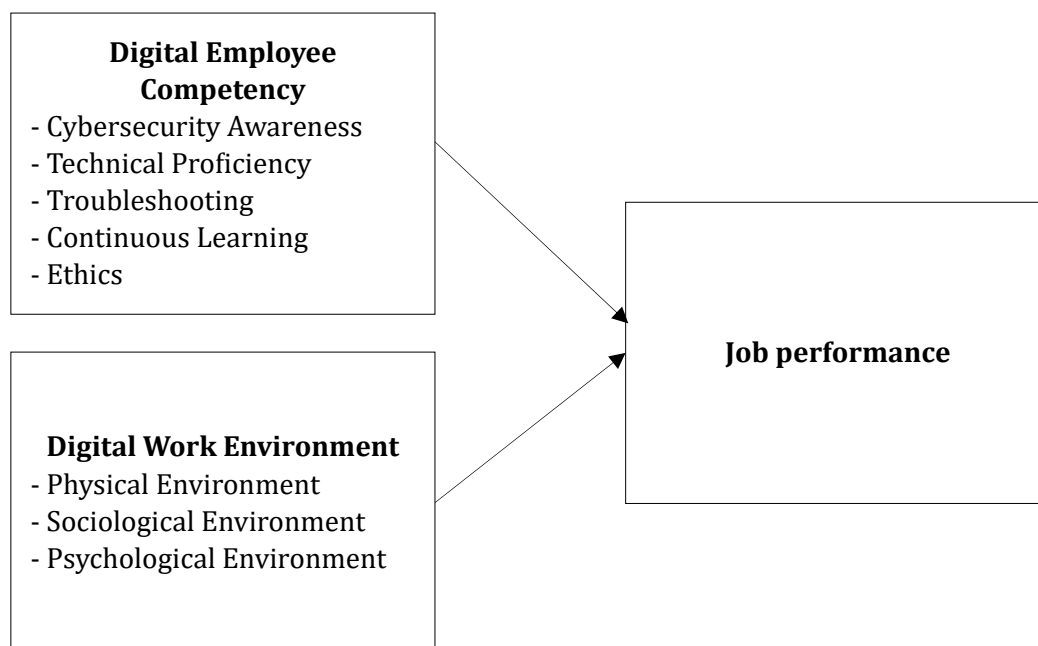 Digital Employee
Competency
- Cybersecurity Awareness
- Technical Proficiency
- Troubleshooting
- Continuous Learning
- Ethics
Digital Work Environment
- Physical Environment
- Sociological Environment
- Psychological Environment
Job performance